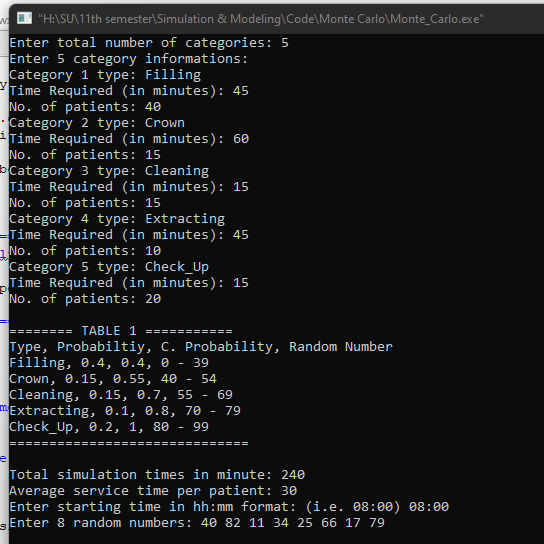 "H:\SU\11th semester\Simulation & Modeling\Code\Monte Carlo\Monte_Carlo.exe"
Enter total number of categories: 5
Enter 5 category informations:
Category 1 type: Filling
Time Required (in minutes): 45
No. of patients: 40
Category 2 type: Crown
Time Required (in minutes): 60
No. of patients: 15
Category 3 type: Cleaning
Time Required (in minutes): 15
No. of patients: 15
Category 4 type: Extracting
Time Required (in minutes): 45
No. of patients: 10
Category 5 type: Check_Up
Time Required (in minutes): 15
No. of patients: 20
======== TABLE 1 ===========
Type, Probabiltiy, C. Probability, Random Number
Filling, 0.4, 0.4, 0 - 39
Crown, 0.15, 0.55, 40 - 54
Cleaning, 0.15, 0.7, 55 - 69
Extracting, 0.1, 0.8, 70 - 79
Check_Up, 0.2, 1, 80 - 99
==============================
Total simulation times in minute: 240
Average service time per patient: 30
Enter starting time in hh:mm format: (i.e. 08:00) 08:00
Enter 8 random numbers: 40 82 11 34 25 66 17 79